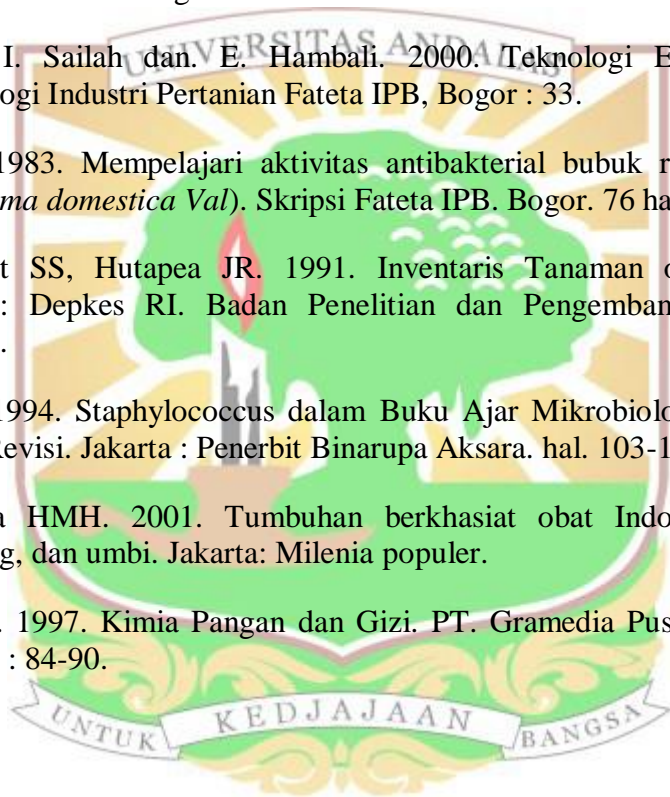 UNIVERSITAS ANDALAS
I. Sailah dan. E. Hambali. 2000. Teknologi E
logi Industri Pertanian Fateta IPB, Bogor : 33.
1983. Mempelajari aktivitas antibakterial bubuk r
ma domestica Val). Skripsi Fateta IPB. Bogor. 76 ha
t SS, Hutapea JR. 1991. Inventaris Tanaman o
: Depkes RI. Badan Penelitian dan Pengemban
.
1994. Staphylococcus dalam Buku Ajar Mikrobiolo
Revisi. Jakarta : Penerbit Binarupa Aksara. hal. 103-1
a HMH. 2001. Tumbuhan berkhasiat obat Indo
g, dan umbi. Jakarta: Milenia populer.
. 1997. Kimia Pangan dan Gizi. PT. Gramedia Pus
: 84-90.
UNTUK KEDJAJAAN BANGSA